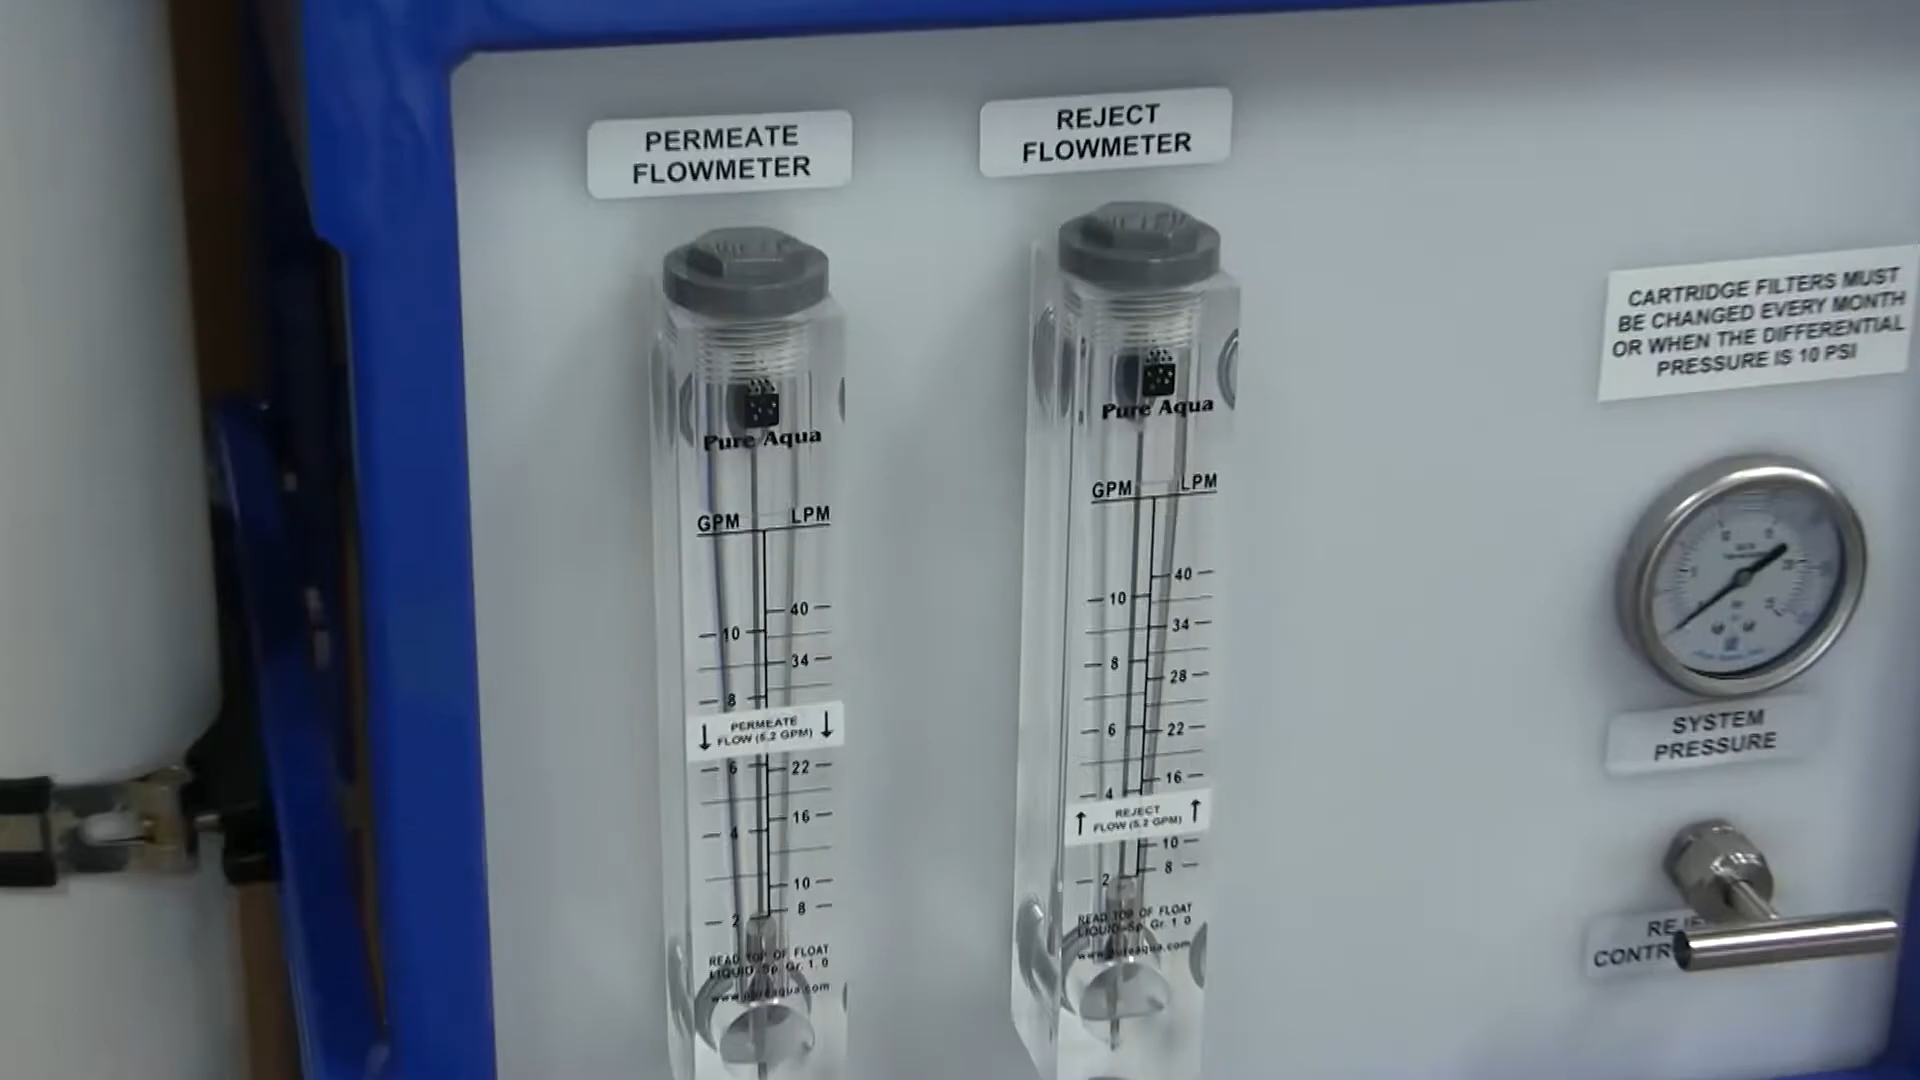 PERMEATE
FLOWMETER
REJECT
FLOWMETER
CARTRIDGE FILTERS MUST
BE CHANGED EVERY MONTH
OR WHEN THE DIFFERENTIAL
PRESSURE IS 10 PSI
Pure Aqua
GPM LPM
40
10
34
8
PERMEATE
FLOW (5.2 GPM)
6 22
16
4
10
8
2
READ TOP OF FLOAT
LIQUID-Sp. Gr. 1.0
www.pureaqua.com
Pure Aqua
GPM LPM
40
10
34
8
28
6 22
16
4
REJECT
FLOW (5.2 GPM)
10
8
2
READ TOP OF FLOAT
LIQUID-Sp. Gr. 1.0
www.pureaqua.com
SYSTEM
PRESSURE
REJE
CONTR